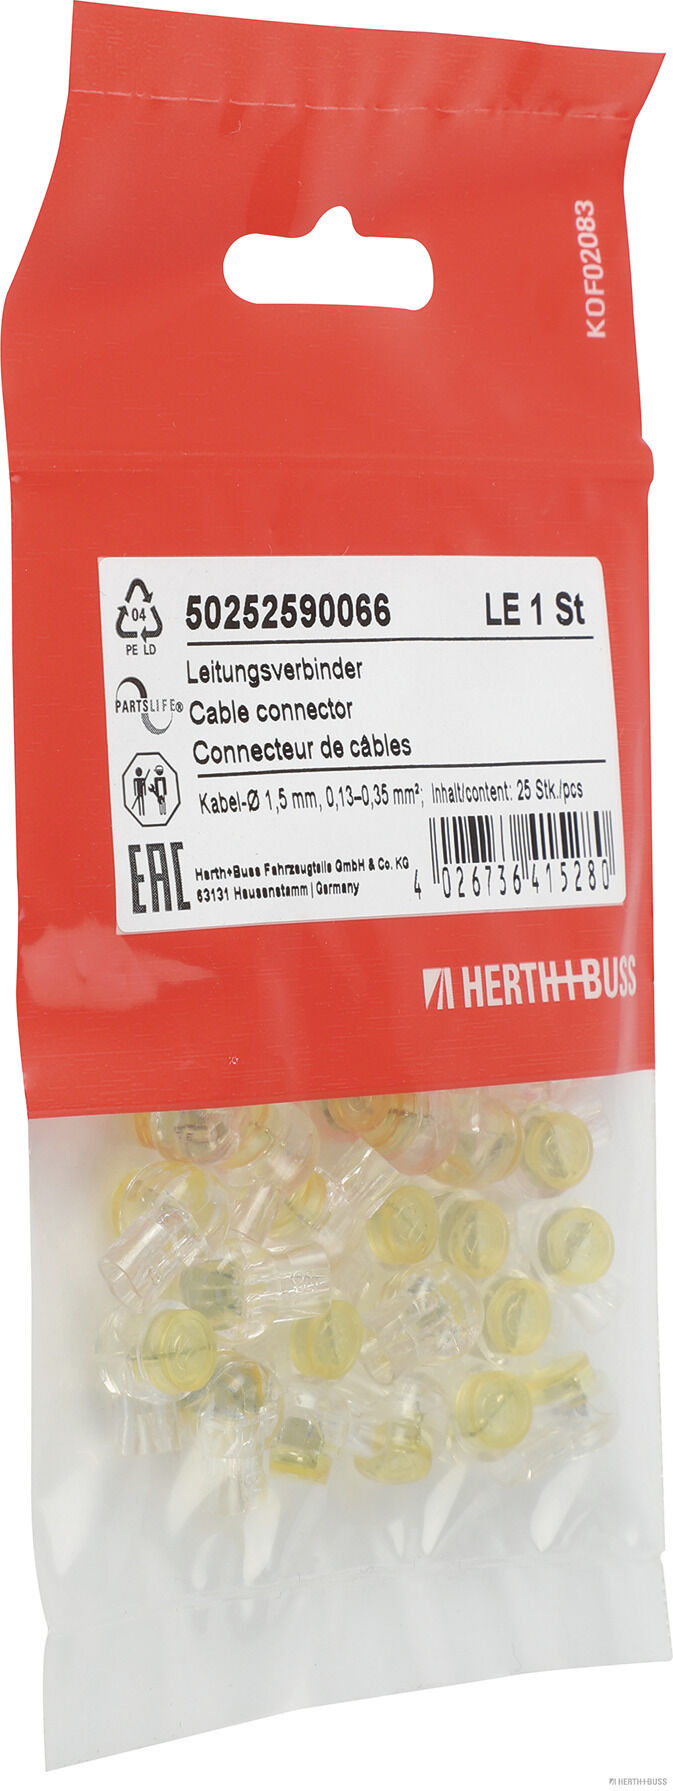 KOF02083
04
PE LD
50252590066 LE 1 St
Leitungsverbinder
PARTSLIFE®
Cable connector
Connecteur de câbles
Kabel-Ø 1,5 mm, 0,13–0,35 mm²; Inhalt/content: 25 Stk./pcs
EAC
Herth+Buss Fahrzeugteile GmbH & Co. KG
63131 Heusenstamm | Germany
4 026736 415280
HERTH+BUSS
HERTH+BUSS